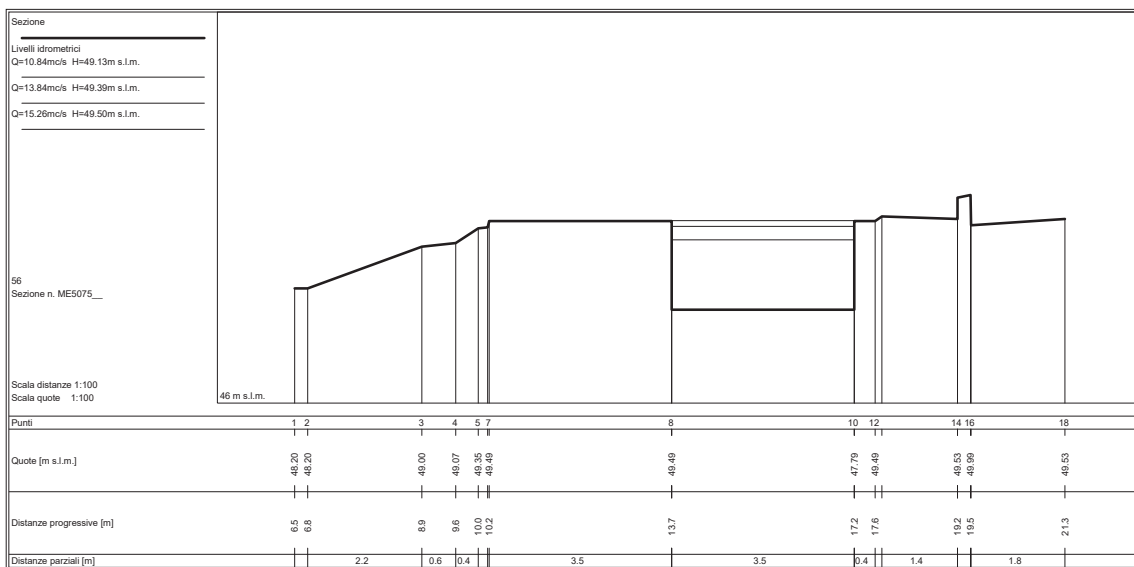 Sezione
Livelli idrometrici
Q=10.84mc/s H=49.13m s.l.m.
Q=13.84mc/s H=49.39m s.l.m.
Q=15.26mc/s H=49.50m s.l.m.
56
Sezione n. ME5075__
Scala distanze 1:100
Scala quote 1:100
46 m s.l.m.
Punti 1 2 3 4 5 7 8 10 12 14 16 18
Quote [m s.l.m.] 48.20 48.20 49.00 49.07 49.35 49.49 49.49 47.79 49.49 49.53 49.99 49.53
Distanze progressive [m] 6.5 6.8 8.9 9.6 10.0 10.2 13.7 17.2 17.6 19.2 19.5 21.3
Distanze parziali [m] 2.2 0.6 0.4 3.5 3.5 0.4 1.4 1.8